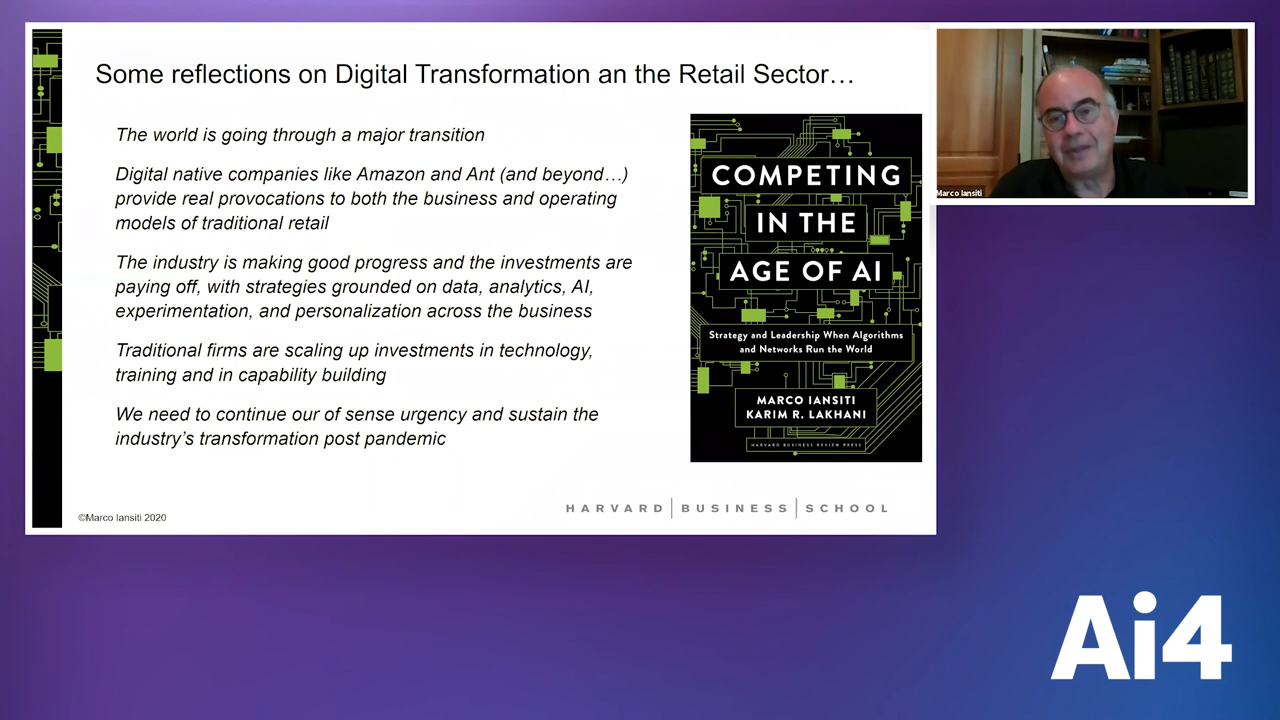 Some reflections on Digital Transformation an the Retail Sector…
The world is going through a major transition
Digital native companies like Amazon and Ant (and beyond…)
provide real provocations to both the business and operating
models of traditional retail
The industry is making good progress and the investments are
paying off, with strategies grounded on data, analytics, AI,
experimentation, and personalization across the business
Traditional firms are scaling up investments in technology,
training and in capability building
We need to continue our of sense urgency and sustain the
industry's transformation post pandemic
©Marco Iansiti 2020
HARVARD | BUSINESS | SCHOOL
COMPETING
IN THE
AGE OF AI
Strategy and Leadership When Algorithms
and Networks Run the World
MARCO IANSITI
KARIM R. LAKHANI
HARVARD BUSINESS REVIEW PRESS
Marco Iansiti
Ai4